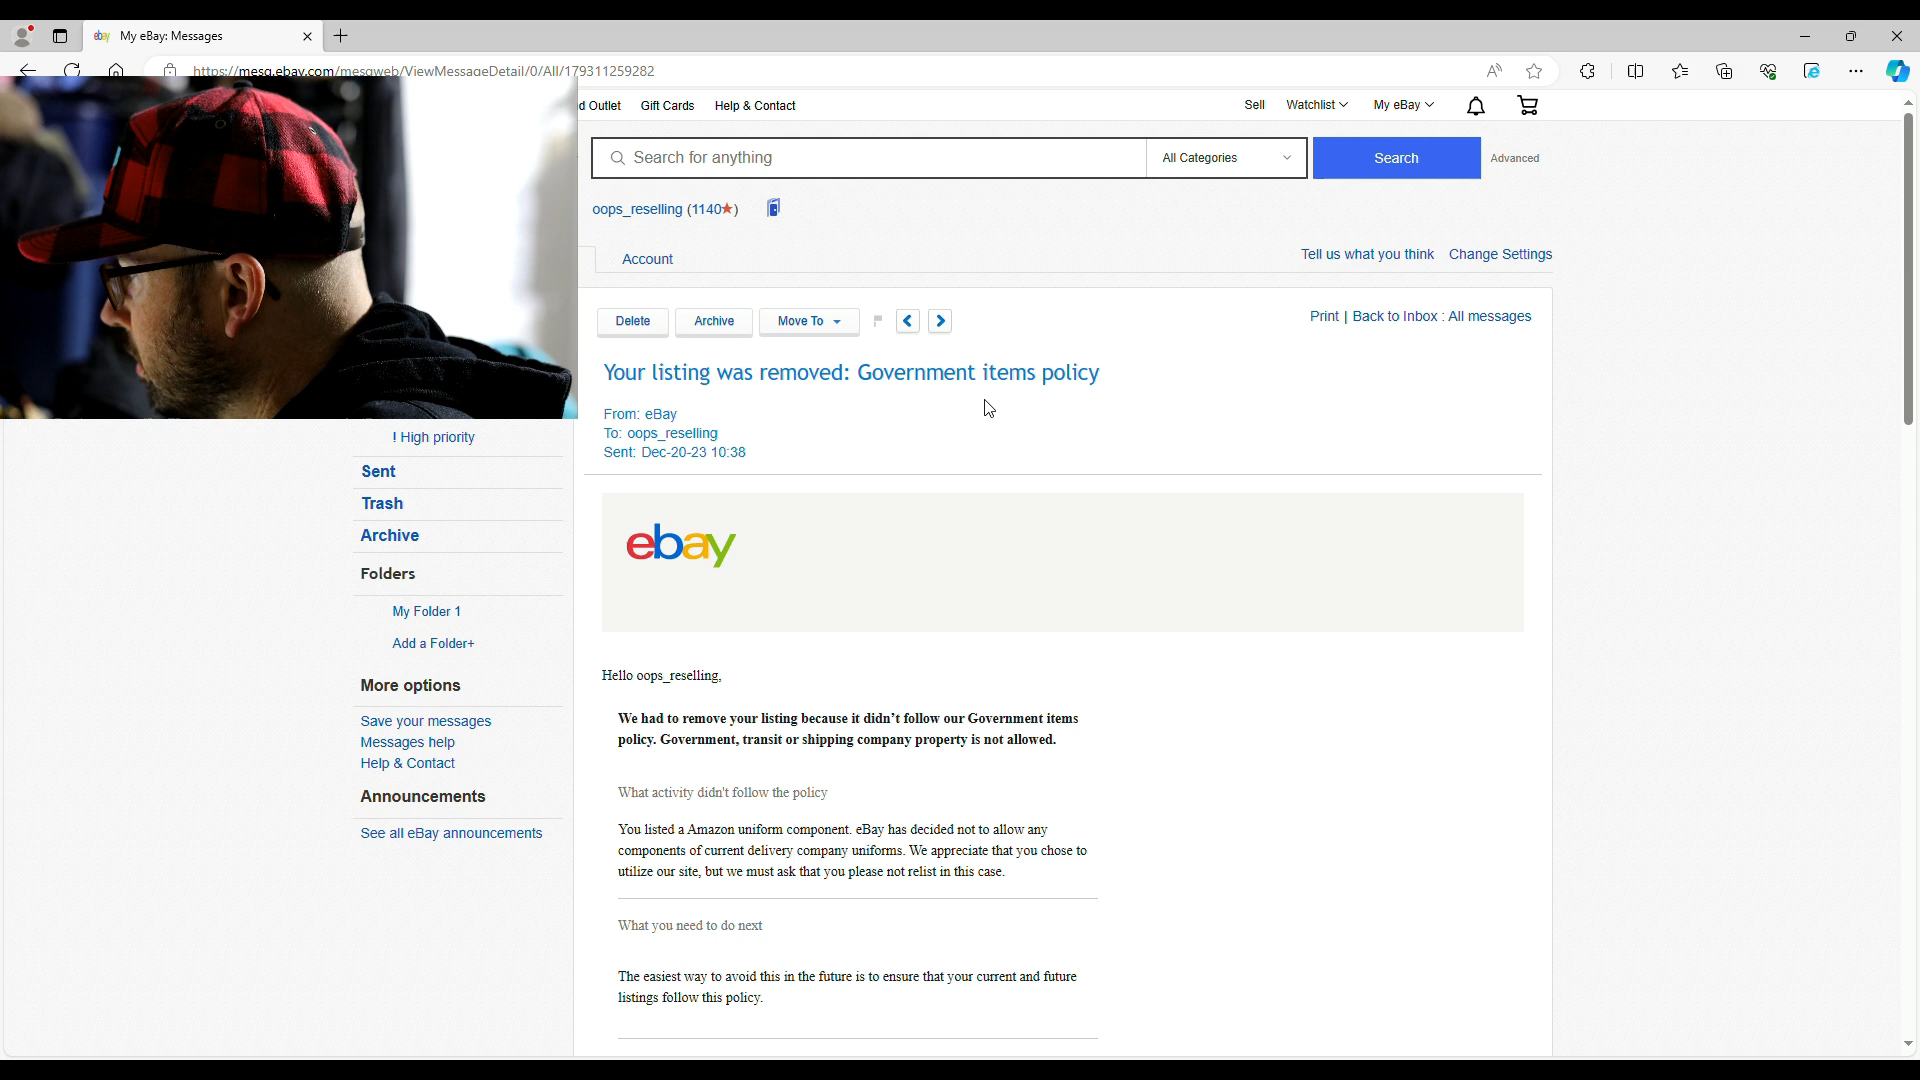 ebay My eBay: Messages
https://mesg.ebay.com/mesgweb/ViewMessageDetail/0/All/179311259282
d Outlet Gift Cards Help & Contact Sell Watchlist My eBay
Search for anything All Categories Search Advanced
oops_reselling (1140★)
Account Tell us what you think Change Settings
Delete Archive Move To Print | Back to Inbox : All messages
Your listing was removed: Government items policy
From: eBay
To: oops_reselling
Sent: Dec-20-23 10:38
! High priority
Sent
Trash
Archive
Folders
My Folder 1
Add a Folder+
More options
Save your messages
Messages help
Help & Contact
Announcements
See all eBay announcements
ebay
Hello oops_reselling,
We had to remove your listing because it didn’t follow our Government items
policy. Government, transit or shipping company property is not allowed.
What activity didn't follow the policy
You listed a Amazon uniform component. eBay has decided not to allow any
components of current delivery company uniforms. We appreciate that you chose to
utilize our site, but we must ask that you please not relist in this case.
What you need to do next
The easiest way to avoid this in the future is to ensure that your current and future
listings follow this policy.